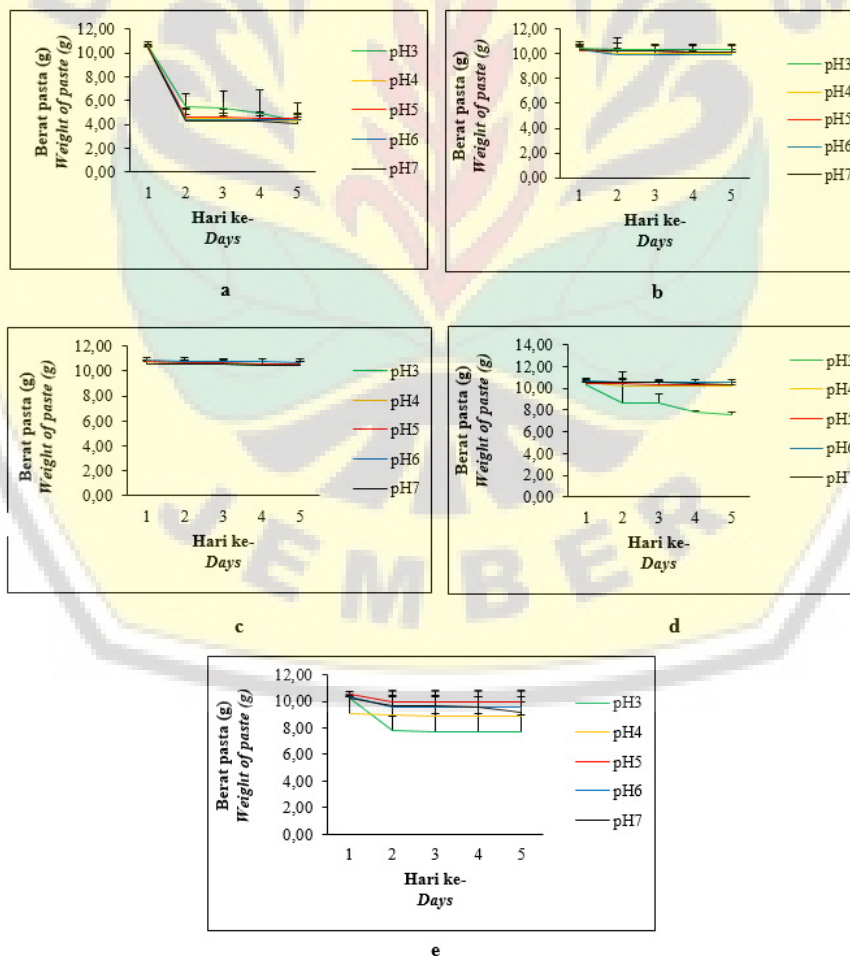 12,00
10,00
8,00
6,00
4,00
2,00
0,00
Berat pasta (g)
Weight of paste (g)
1 2 3 4 5
Hari ke-
Days
pH3
pH4
pH5
pH6
pH7
a
12,00
10,00
8,00
6,00
4,00
2,00
0,00
Berat pasta (g)
Weight of paste (g)
1 2 3 4 5
Hari ke-
Days
pH3
pH4
pH5
pH6
pH7
b
12,00
10,00
8,00
6,00
4,00
2,00
0,00
Berat pasta (g)
Weight of paste (g)
1 2 3 4 5
Hari ke-
Days
pH3
pH4
pH5
pH6
pH7
c
14,00
12,00
10,00
8,00
6,00
4,00
2,00
0,00
Berat pasta (g)
Weight of paste (g)
1 2 3 4 5
Hari ke-
Days
pH3
pH4
pH5
pH6
pH7
d
JEMBER
12,00
10,00
8,00
6,00
4,00
2,00
0,00
Berat pasta (g)
Weight of paste (g)
1 2 3 4 5
Hari ke-
Days
pH3
pH4
pH5
pH6
pH7
e